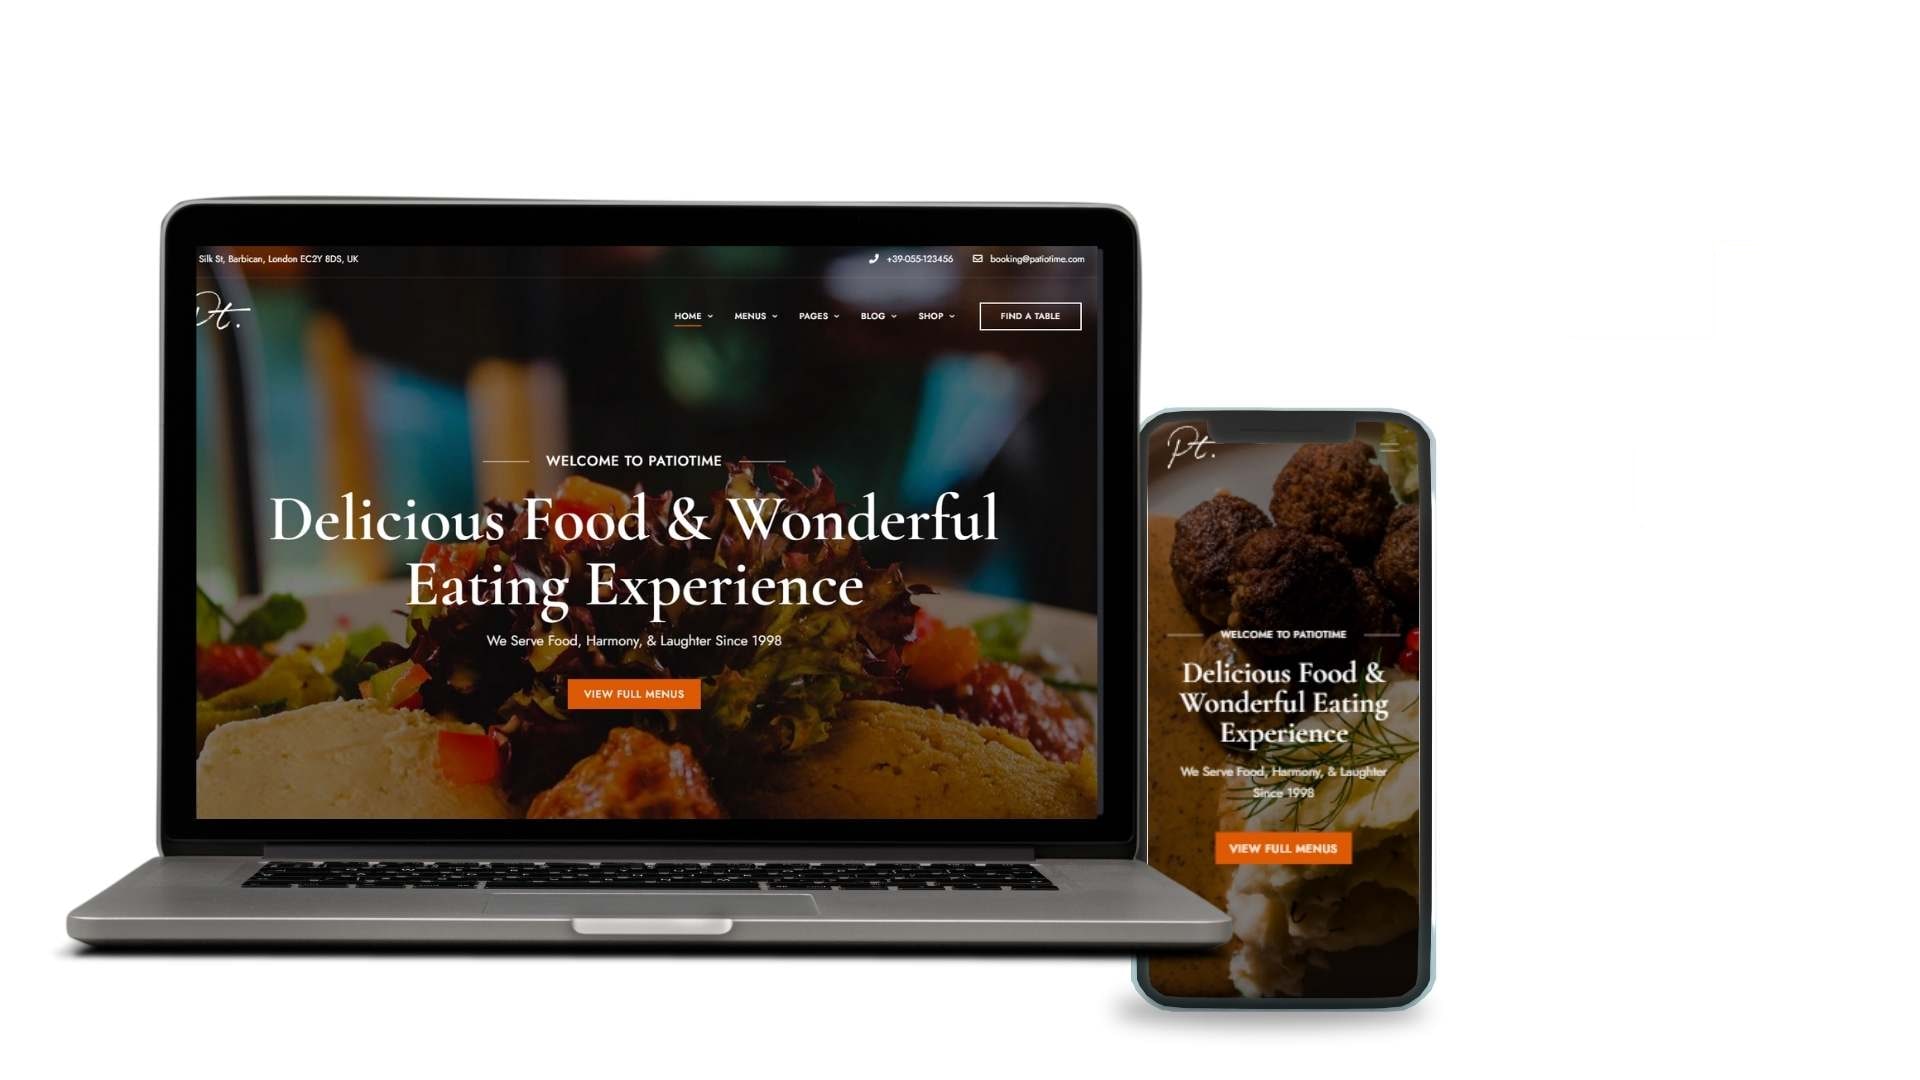 Silk St, Barbican, London EC2Y 8DS, UK
+39-055-123456 booking@patiotime.com
Pt.
HOME MENUS PAGES BLOG SHOP FIND A TABLE
WELCOME TO PATIOTIME
Delicious Food & Wonderful
Eating Experience
We Serve Food, Harmony, & Laughter Since 1998
VIEW FULL MENUS
Pt.
WELCOME TO PATIOTIME
Delicious Food &
Wonderful Eating
Experience
We Serve Food, Harmony, & Laughter
Since 1998
VIEW FULL MENUS